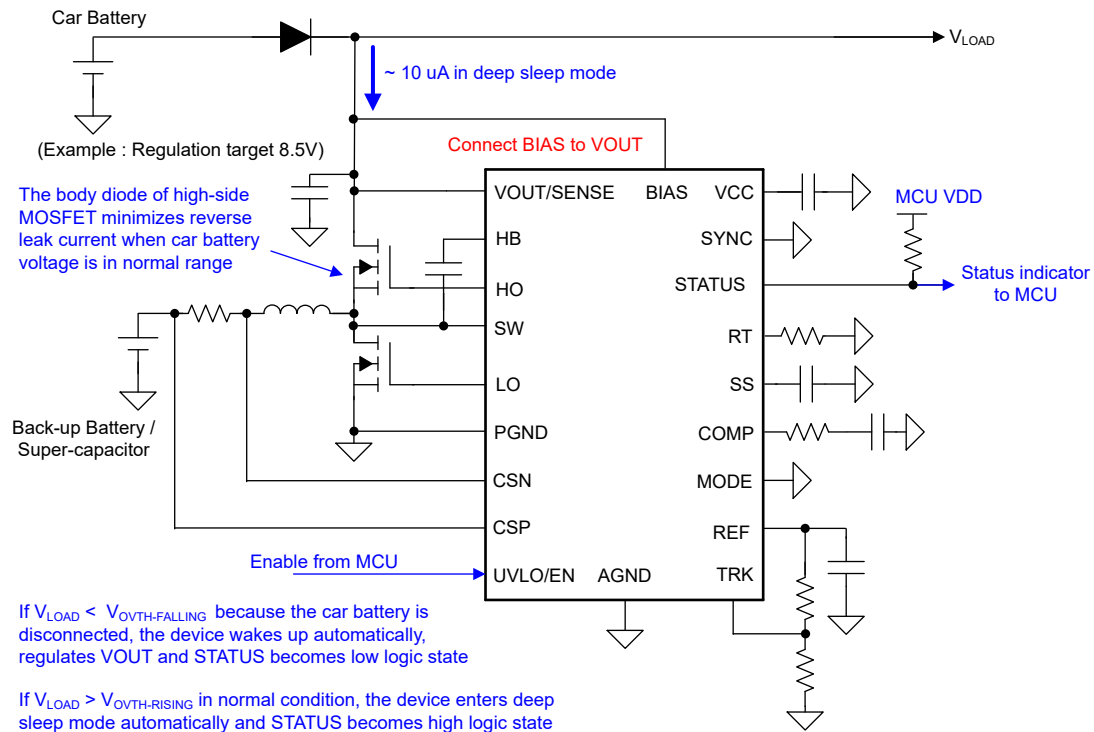 Car Battery
V_LOAD
~ 10 uA in deep sleep mode
(Example : Regulation target 8.5V)
Connect BIAS to VOUT
The body diode of high-side
MOSFET minimizes reverse
leak current when car battery
voltage is in normal range
VOUT/SENSE
BIAS
VCC
MCU VDD
HB
SYNC
STATUS
Status indicator
to MCU
HO
SW
RT
LO
SS
Back-up Battery /
Super-capacitor
PGND
COMP
CSN
MODE
CSP
REF
Enable from MCU
UVLO/EN
AGND
TRK
If V_LOAD < V_OVTH-FALLING because the car battery is
disconnected, the device wakes up automatically,
regulates VOUT and STATUS becomes low logic state
If V_LOAD > V_OVTH-RISING in normal condition, the device enters deep
sleep mode automatically and STATUS becomes high logic state